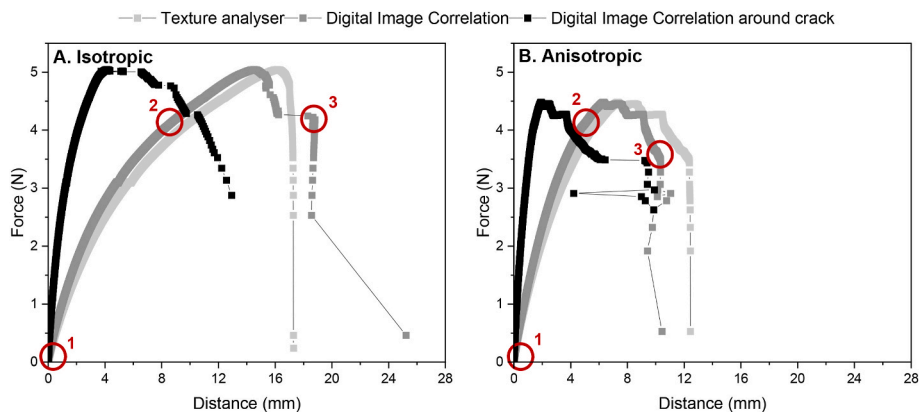 Texture analyser Digital Image Correlation Digital Image Correlation around crack
A. Isotropic
B. Anisotropic
Force (N)
5
4
3
2
1
0
1
2
3
0 4 8 12 16 20 24 28
Distance (mm)
Force (N)
5
4
3
2
1
0
1
2
3
0 4 8 12 16 20 24 28
Distance (mm)